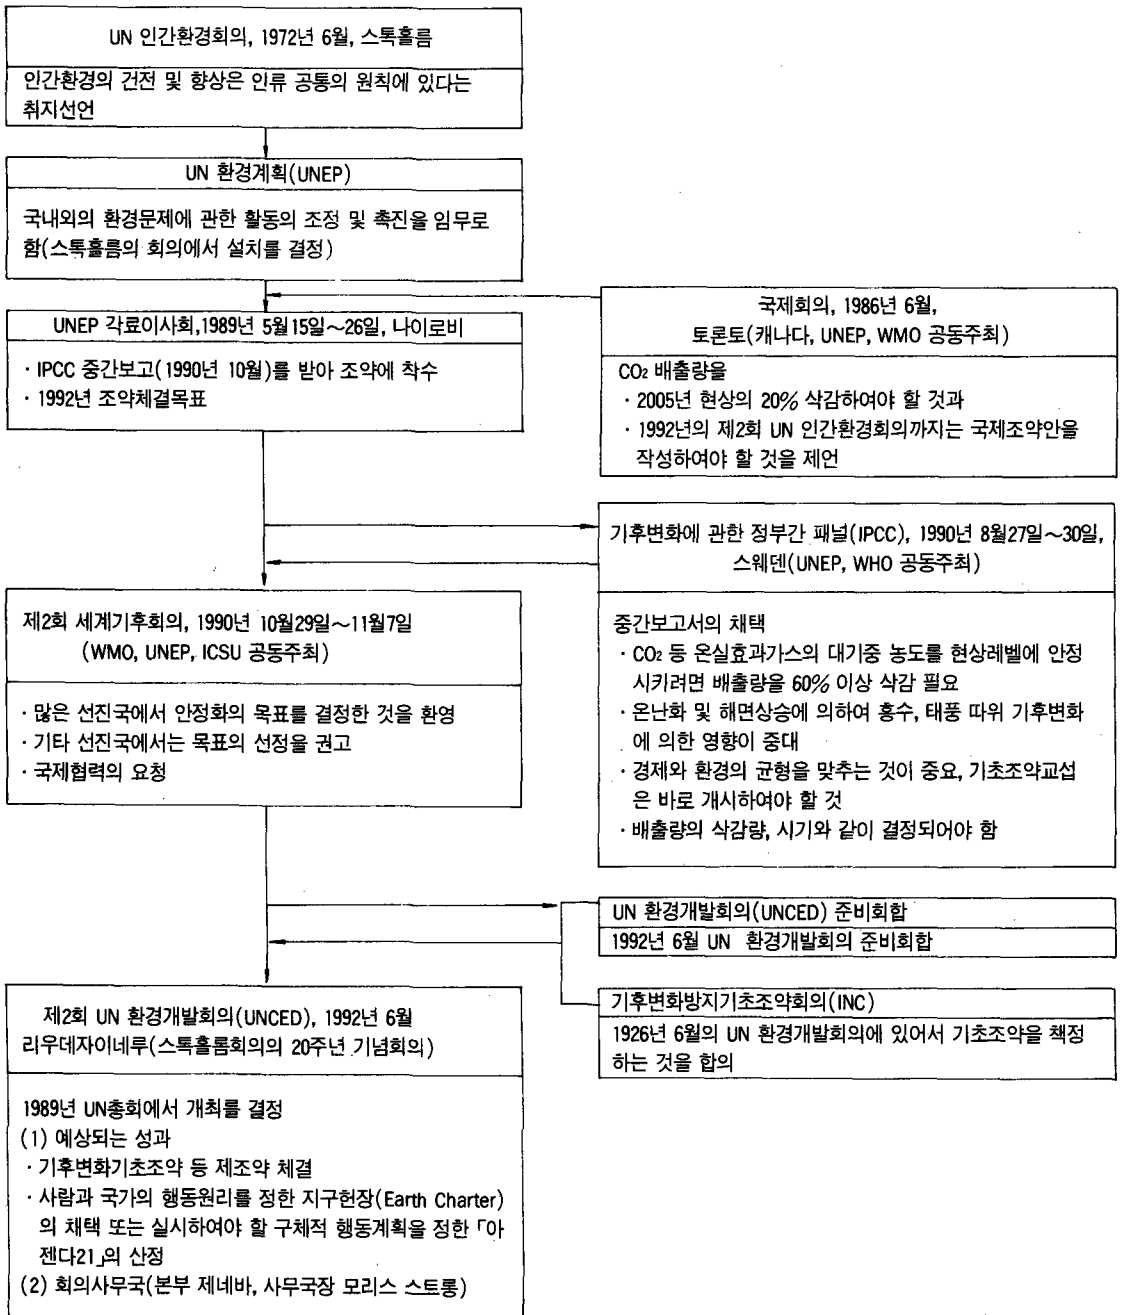 UN 인간환경회의, 1972년 6월, 스톡홀름
인간환경의 건전 및 향상은 인류 공통의 원칙에 있다는
취지선언
UN 환경계획(UNEP)
국내외의 환경문제에 관한 활동의 조정 및 촉진을 임무로
함(스톡홀름의 회의에서 설치를 결정)
UNEP 각료이사회,1989년 5월15일~26일, 나이로비
· IPCC 중간보고(1990년 10월)를 받아 조약에 착수
· 1992년 조약체결목표
국제회의, 1986년 6월,
토론토(캐나다, UNEP, WMO 공동주최)
CO₂ 배출량을
· 2005년 현상의 20% 삭감하여야 할 것과
· 1992년의 제2회 UN 인간환경회의까지는 국제조약안을
작성하여야 할 것을 제언
기후변화에 관한 정부간 패널(IPCC), 1990년 8월27일~30일,
스웨덴(UNEP, WHO 공동주최)
중간보고서의 채택
· CO₂ 등 온실효과가스의 대기중 농도를 현상레벨에 안정
시키려면 배출량을 60% 이상 삭감 필요
· 온난화 및 해면상승에 의하여 홍수, 태풍 따위 기후변화
에 의한 영향이 중대
· 경제와 환경의 균형을 맞추는 것이 중요, 기초조약교섭
은 바로 개시하여야 할 것
· 배출량의 삭감량, 시기와 같이 결정되어야 함
제2회 세계기후회의, 1990년 10월29일~11월7일
(WMO, UNEP, ICSU 공동주최)
· 많은 선진국에서 안정화의 목표를 결정한 것을 환영
· 기타 선진국에서는 목표의 선정을 권고
· 국제협력의 요청
UN 환경개발회의(UNCED) 준비회합
1992년 6월 UN 환경개발회의 준비회합
기후변화방지기초조약회의(INC)
1926년 6월의 UN 환경개발회의에 있어서 기초조약을 책정
하는 것을 합의
제2회 UN 환경개발회의(UNCED), 1992년 6월
리우데자이네루(스톡홀롬회의의 20주년 기념회의)
1989년 UN총회에서 개최를 결정
(1) 예상되는 성과
· 기후변화기초조약 등 제조약 체결
· 사람과 국가의 행동원리를 정한 지구헌장(Earth Charter)
의 채택 또는 실시하여야 할 구체적 행동계획을 정한 「아
젠다21」의 산정
(2) 회의사무국(본부 제네바, 사무국장 모리스 스트롱)